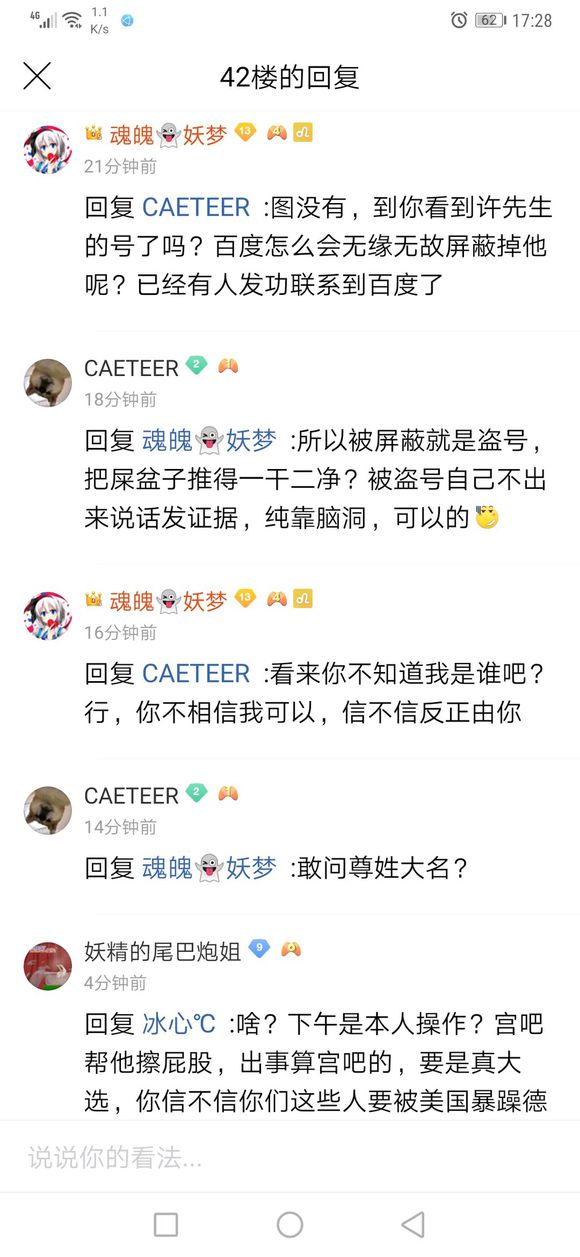 4G 1.1 K/s 62 17:28
42楼的回复
魂魄👻妖梦 13 4
21分钟前
回复 CAETEER :图没有，到你看到许先生
的号了吗？百度怎么会无缘无故屏蔽掉他
呢？已经有人发功联系到百度了
CAETEER 2 1
18分钟前
回复 魂魄👻妖梦 :所以被屏蔽就是盗号，
把屎盆子推得一干二净？被盗号自己不出
来说话发证据，纯靠脑洞，可以的
魂魄👻妖梦 13 4
16分钟前
回复 CAETEER :看来你不知道我是谁吧？
行，你不相信我可以，信不信反正由你
CAETEER 2 1
14分钟前
回复 魂魄👻妖梦 :敢问尊姓大名？
妖精的尾巴炮姐 9
4分钟前
回复 冰心℃ :啥？下午是本人操作？宫吧
帮他擦屁股，出事算宫吧的，要是真大
选，你信不信你们这些人要被美国暴躁德
说说你的看法...